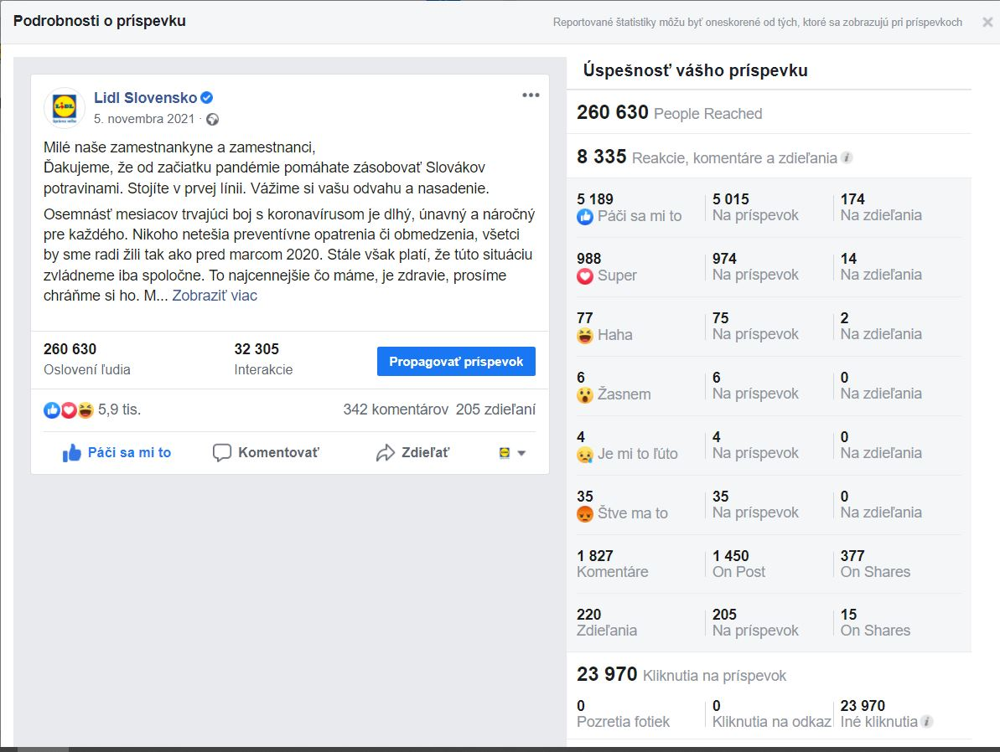 Podrobnosti o príspevku
Reportované štatistiky môžu byť oneskorené od tých, ktoré sa zobrazujú pri príspevkoch
Úspešnosť vášho príspevku
Lidl Slovensko
5. novembra 2021 ·
Milé naše zamestnankyne a zamestnanci,
Ďakujeme, že od začiatku pandémie pomáhate zásobovať Slovákov
potravinami. Stojíte v prvej línii. Vážime si vašu odvahu a nasadenie.
Osemnásť mesiacov trvajúci boj s koronavírusom je dlhý, únavný a náročný
pre každého. Nikoho netešia preventívne opatrenia či obmedzenia, všetci
by sme radi žili tak ako pred marcom 2020. Stále však platí, že túto situáciu
zvládneme iba spoločne. To najcennejšie čo máme, je zdravie, prosíme
chráňme si ho. M... Zobraziť viac
260 630 32 305
Oslovení ľudia Interakcie
Propagovať príspevok
5,9 tis. 342 komentárov 205 zdieľaní
Páči sa mi to Komentovať Zdieľať
260 630 People Reached
8 335 Reakcie, komentáre a zdieľania
5 189 5 015 174
Páči sa mi to Na príspevok Na zdieľania
988 974 14
Super Na príspevok Na zdieľania
77 75 2
Haha Na príspevok Na zdieľania
6 6 0
Žasnem Na príspevok Na zdieľania
4 4 0
Je mi to ľúto Na príspevok Na zdieľania
35 35 0
Štve ma to Na príspevok Na zdieľania
1 827 1 450 377
Komentáre On Post On Shares
220 205 15
Zdieľania Na príspevok On Shares
23 970 Kliknutia na príspevok
0 0 23 970
Pozretia fotiek Kliknutia na odkaz Iné kliknutia